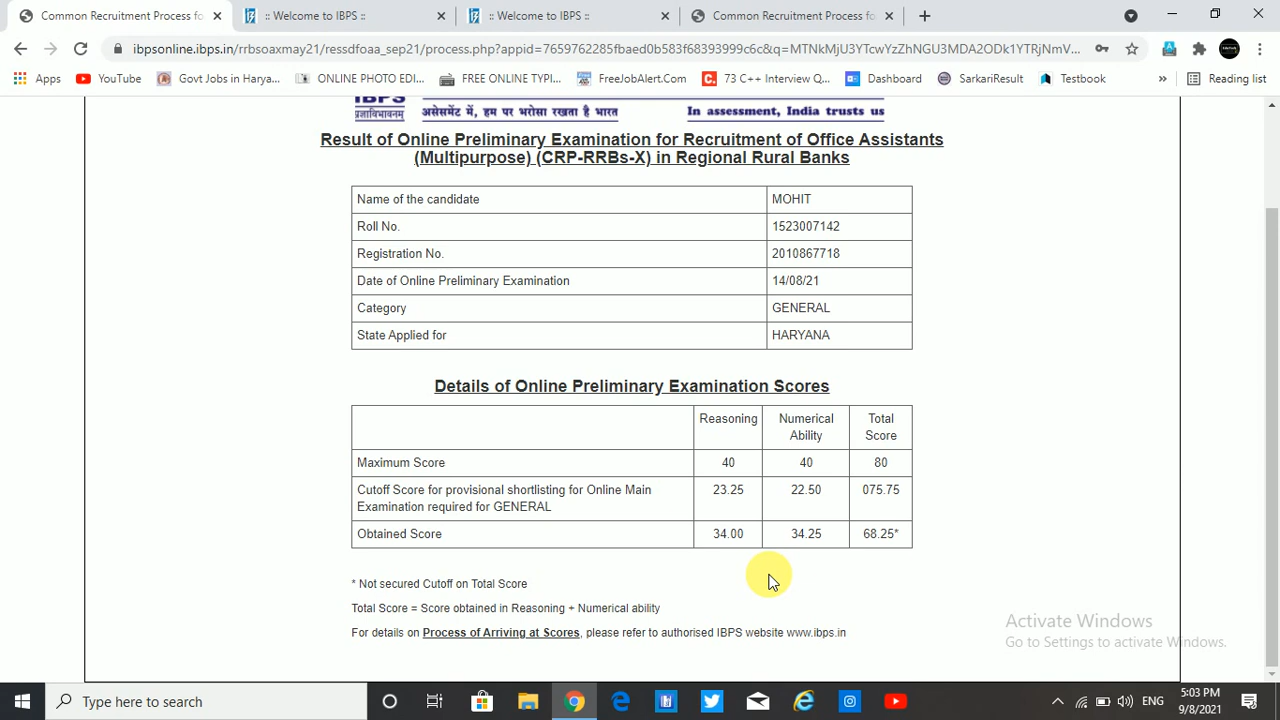 Common Recruitment Process fo
:: Welcome to IBPS ::
:: Welcome to IBPS ::
Common Recruitment Process fo
ibpsonline.ibps.in/rrbsoaxmay21/ressdfoaa_sep21/process.php?appid=7659762285fbaed0b583f68393999cec&q=MTNkMjU3YTcwYzZhNGU3MDA2ODk1YTRjNmV...
Apps
YouTube
Govt Jobs in Harya...
ONLINE PHOTO EDI...
FREE ONLINE TYPI...
FreeJobAlert.Com
73 C++ Interview Q...
Dashboard
SarkariResult
Testbook
»
Reading list
IBPS
प्रज्ञाविभावनम्
असेसमेंट में, हम पर भरोसा रखता है भारत
In assessment, India trusts us
Result of Online Preliminary Examination for Recruitment of Office Assistants
(Multipurpose) (CRP-RRBs-X) in Regional Rural Banks
Name of the candidate MOHIT
Roll No. 1523007142
Registration No. 2010867718
Date of Online Preliminary Examination 14/08/21
Category GENERAL
State Applied for HARYANA
Details of Online Preliminary Examination Scores
Reasoning Numerical Total
Ability Score
Maximum Score 40 40 80
Cutoff Score for provisional shortlisting for Online Main 23.25 22.50 075.75
Examination required for GENERAL
Obtained Score 34.00 34.25 68.25*
* Not secured Cutoff on Total Score
Total Score = Score obtained in Reasoning + Numerical ability
For details on Process of Arriving at Scores, please refer to authorised IBPS website www.ibps.in
Activate Windows
Go to Settings to activate Windows.
Type here to search
ENG
5:03 PM
9/8/2021